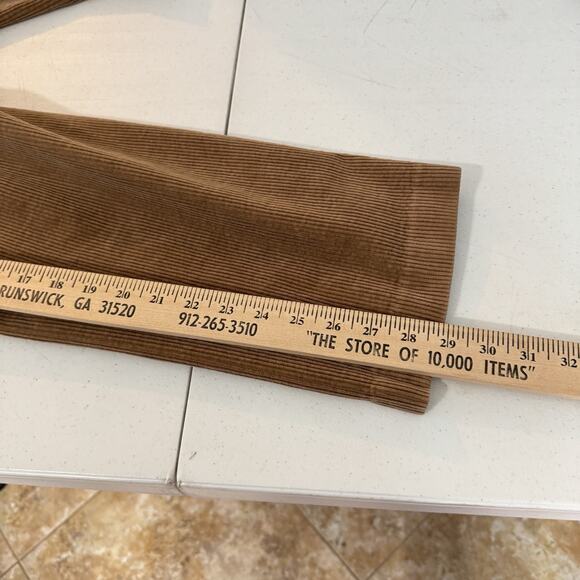 17 18 19 20 21 22 23 24 25 26 27 28 29 30 31 32
RUNSWICK, GA 31520 912-265-3510 "THE STORE OF 10,000 ITEMS"